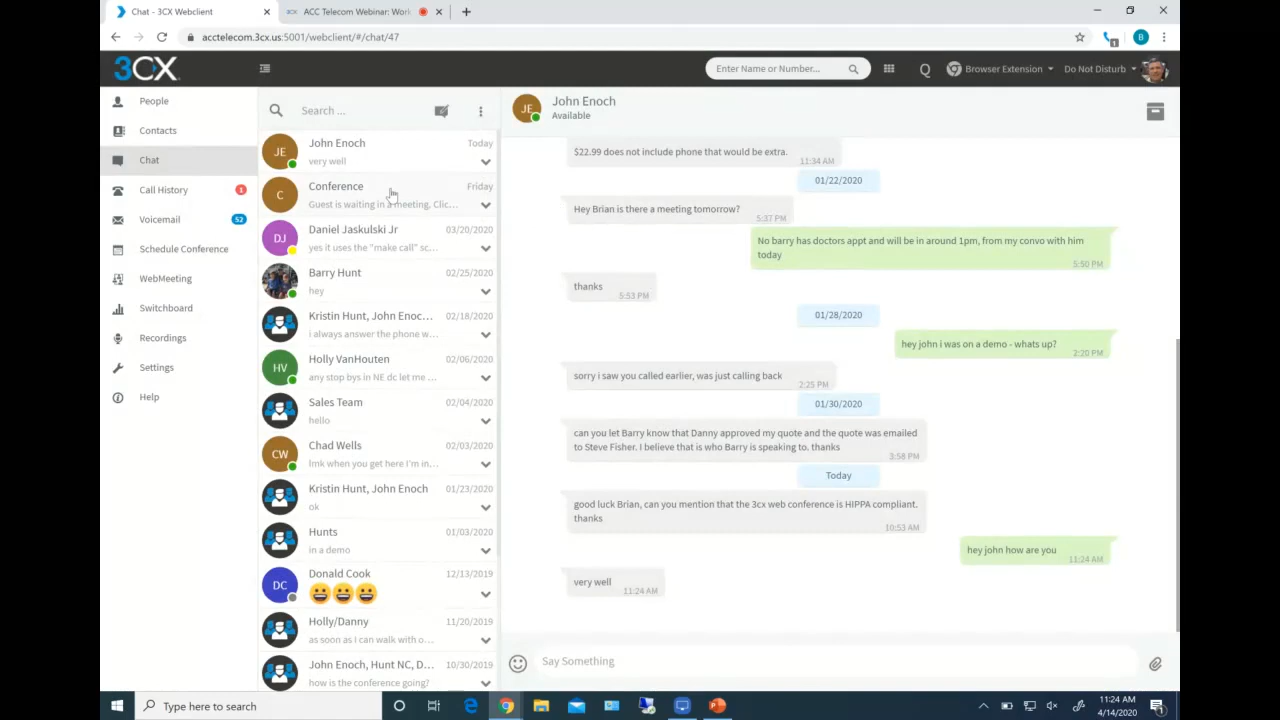 Chat - 3CX Webclient
3CX
ACC Telecom Webinar: Work
acctelecom.3cx.us:5001/webclient/#/chat/47
1
B
3CX
Enter Name or Number...
Q
Browser Extension
Do Not Disturb
People
Contacts
Chat
Call History
1
Voicemail
52
Schedule Conference
WebMeeting
Switchboard
Recordings
Settings
Help
Search ...
JE
John Enoch
Today
very well
C
Conference
Friday
Guest is waiting in a meeting, Clic...
DJ
Daniel Jaskulski Jr
03/20/2020
yes it uses the "make call" sc...
Barry Hunt
02/25/2020
hey
Kristin Hunt, John Enoc...
02/18/2020
i always answer the phone w...
HV
Holly VanHouten
02/06/2020
any stop bys in NE dc let me ...
Sales Team
02/04/2020
hello
CW
Chad Wells
02/03/2020
lmk when you get here I'm in...
Kristin Hunt, John Enoch
01/23/2020
ok
Hunts
01/03/2020
in a demo
DC
Donald Cook
12/13/2019
😀😀😀
Holly/Danny
11/20/2019
as soon as I can walk with o...
John Enoch, Hunt NC, D...
10/30/2019
how is the conference going?
JE
John Enoch
Available
$22.99 does not include phone that would be extra.
11:34 AM
01/22/2020
Hey Brian is there a meeting tomorrow?
5:37 PM
No barry has doctors appt and will be in around 1pm, from my convo with him
today
5:50 PM
thanks
5:53 PM
01/28/2020
hey john i was on a demo - whats up?
2:20 PM
sorry i saw you called earlier, was just calling back
2:25 PM
01/30/2020
can you let Barry know that Danny approved my quote and the quote was emailed
to Steve Fisher. I believe that is who Barry is speaking to. thanks
3:58 PM
Today
good luck Brian, can you mention that the 3cx web conference is HIPPA compliant.
thanks
10:53 AM
hey john how are you
11:24 AM
very well
11:24 AM
Say Something
Type here to search
11:24 AM
4/14/2020
1